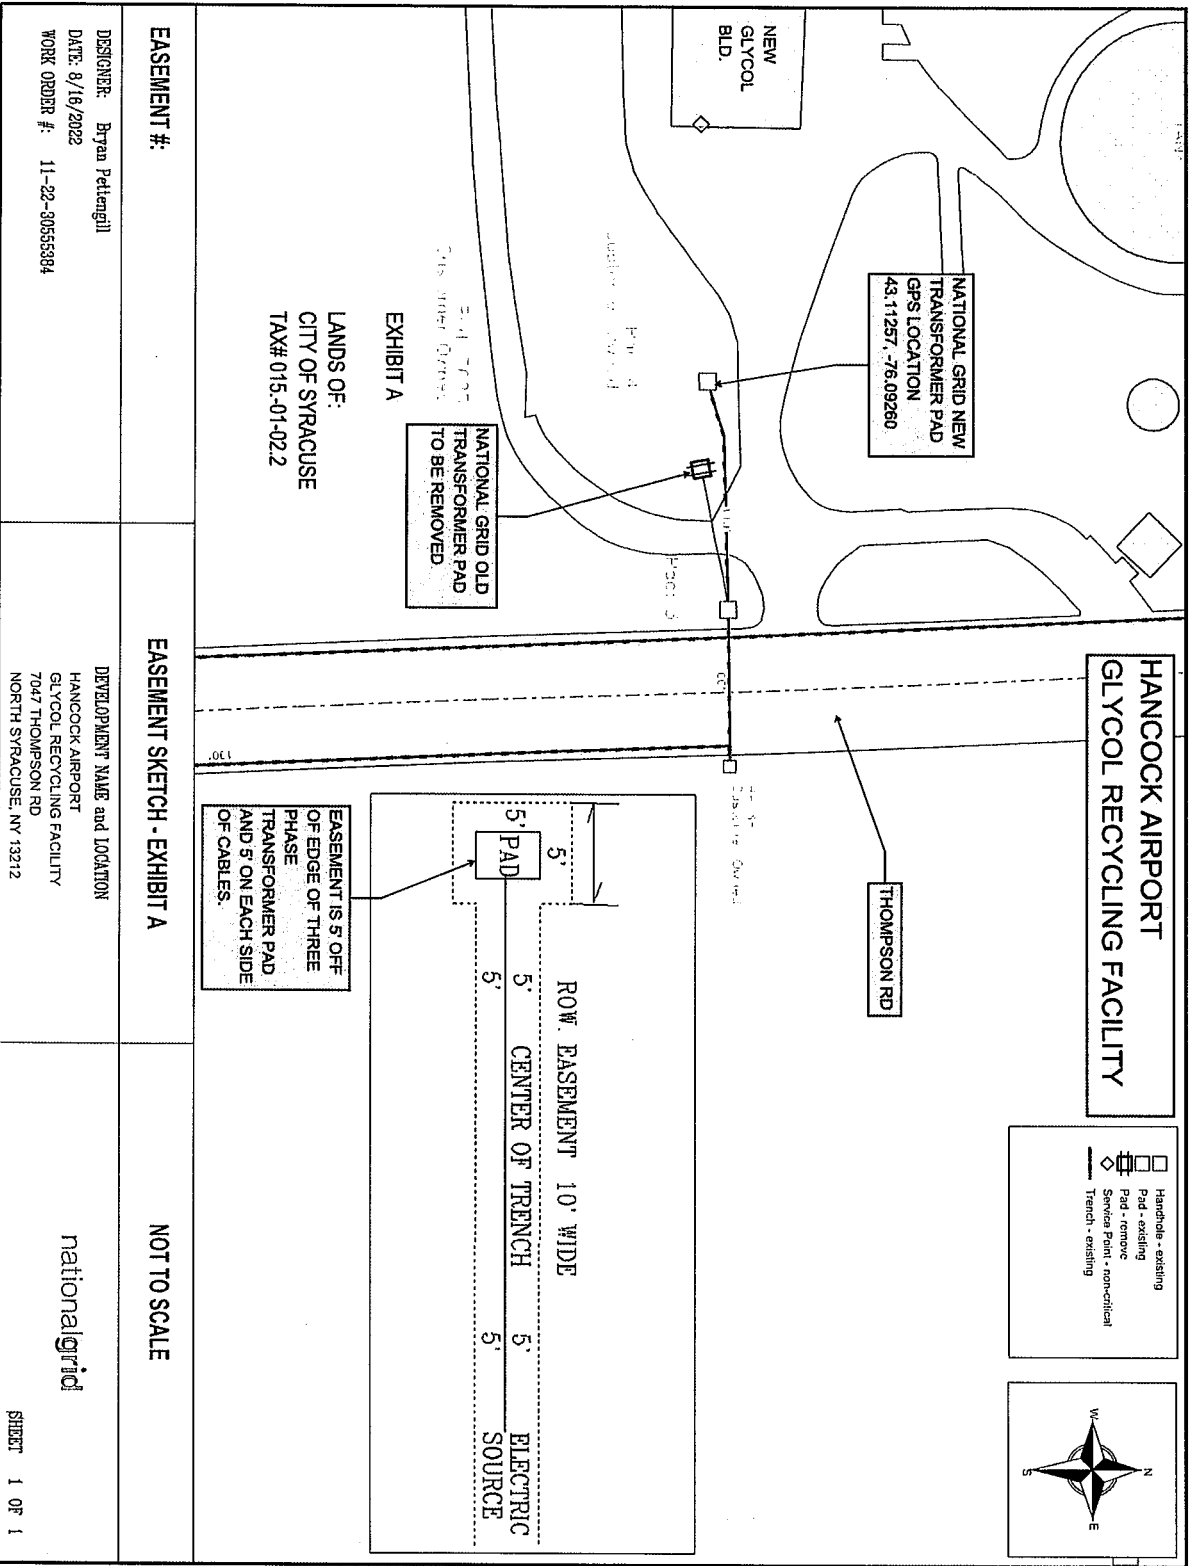 HANCOCK AIRPORT
GLYCOL RECYCLING FACILITY
Handhole - existing
Pad - existing
Pad - remove
Service Point - non-critical
Trench - existing
N
W
E
S
NEW
GLYCOL
BLD.
NATIONAL GRID NEW
TRANSFORMER PAD
GPS LOCATION
43.11257, -76.09260
THOMPSON RD
NATIONAL GRID OLD
TRANSFORMER PAD
TO BE REMOVED
EXHIBIT A
LANDS OF:
CITY OF SYRACUSE
TAX# 015.-01-02.2
130'
ROW. EASEMENT 10' WIDE
5'
5' PAD
5' CENTER OF TRENCH 5' ELECTRIC
5' 5' SOURCE
EASEMENT IS 5' OFF
OF EDGE OF THREE
PHASE
TRANSFORMER PAD
AND 5' ON EACH SIDE
OF CABLES.
EASEMENT #:
EASEMENT SKETCH - EXHIBIT A
NOT TO SCALE
DESIGNER: Bryan Pettengill
DATE: 8/16/2022
WORK ORDER #: 11-22-30555384
DEVELOPMENT NAME and LOCATION
HANCOCK AIRPORT
GLYCOL RECYCLING FACILITY
7047 THOMPSON RD
NORTH SYRACUSE, NY 13212
nationalgrid
SHEET 1 OF 1